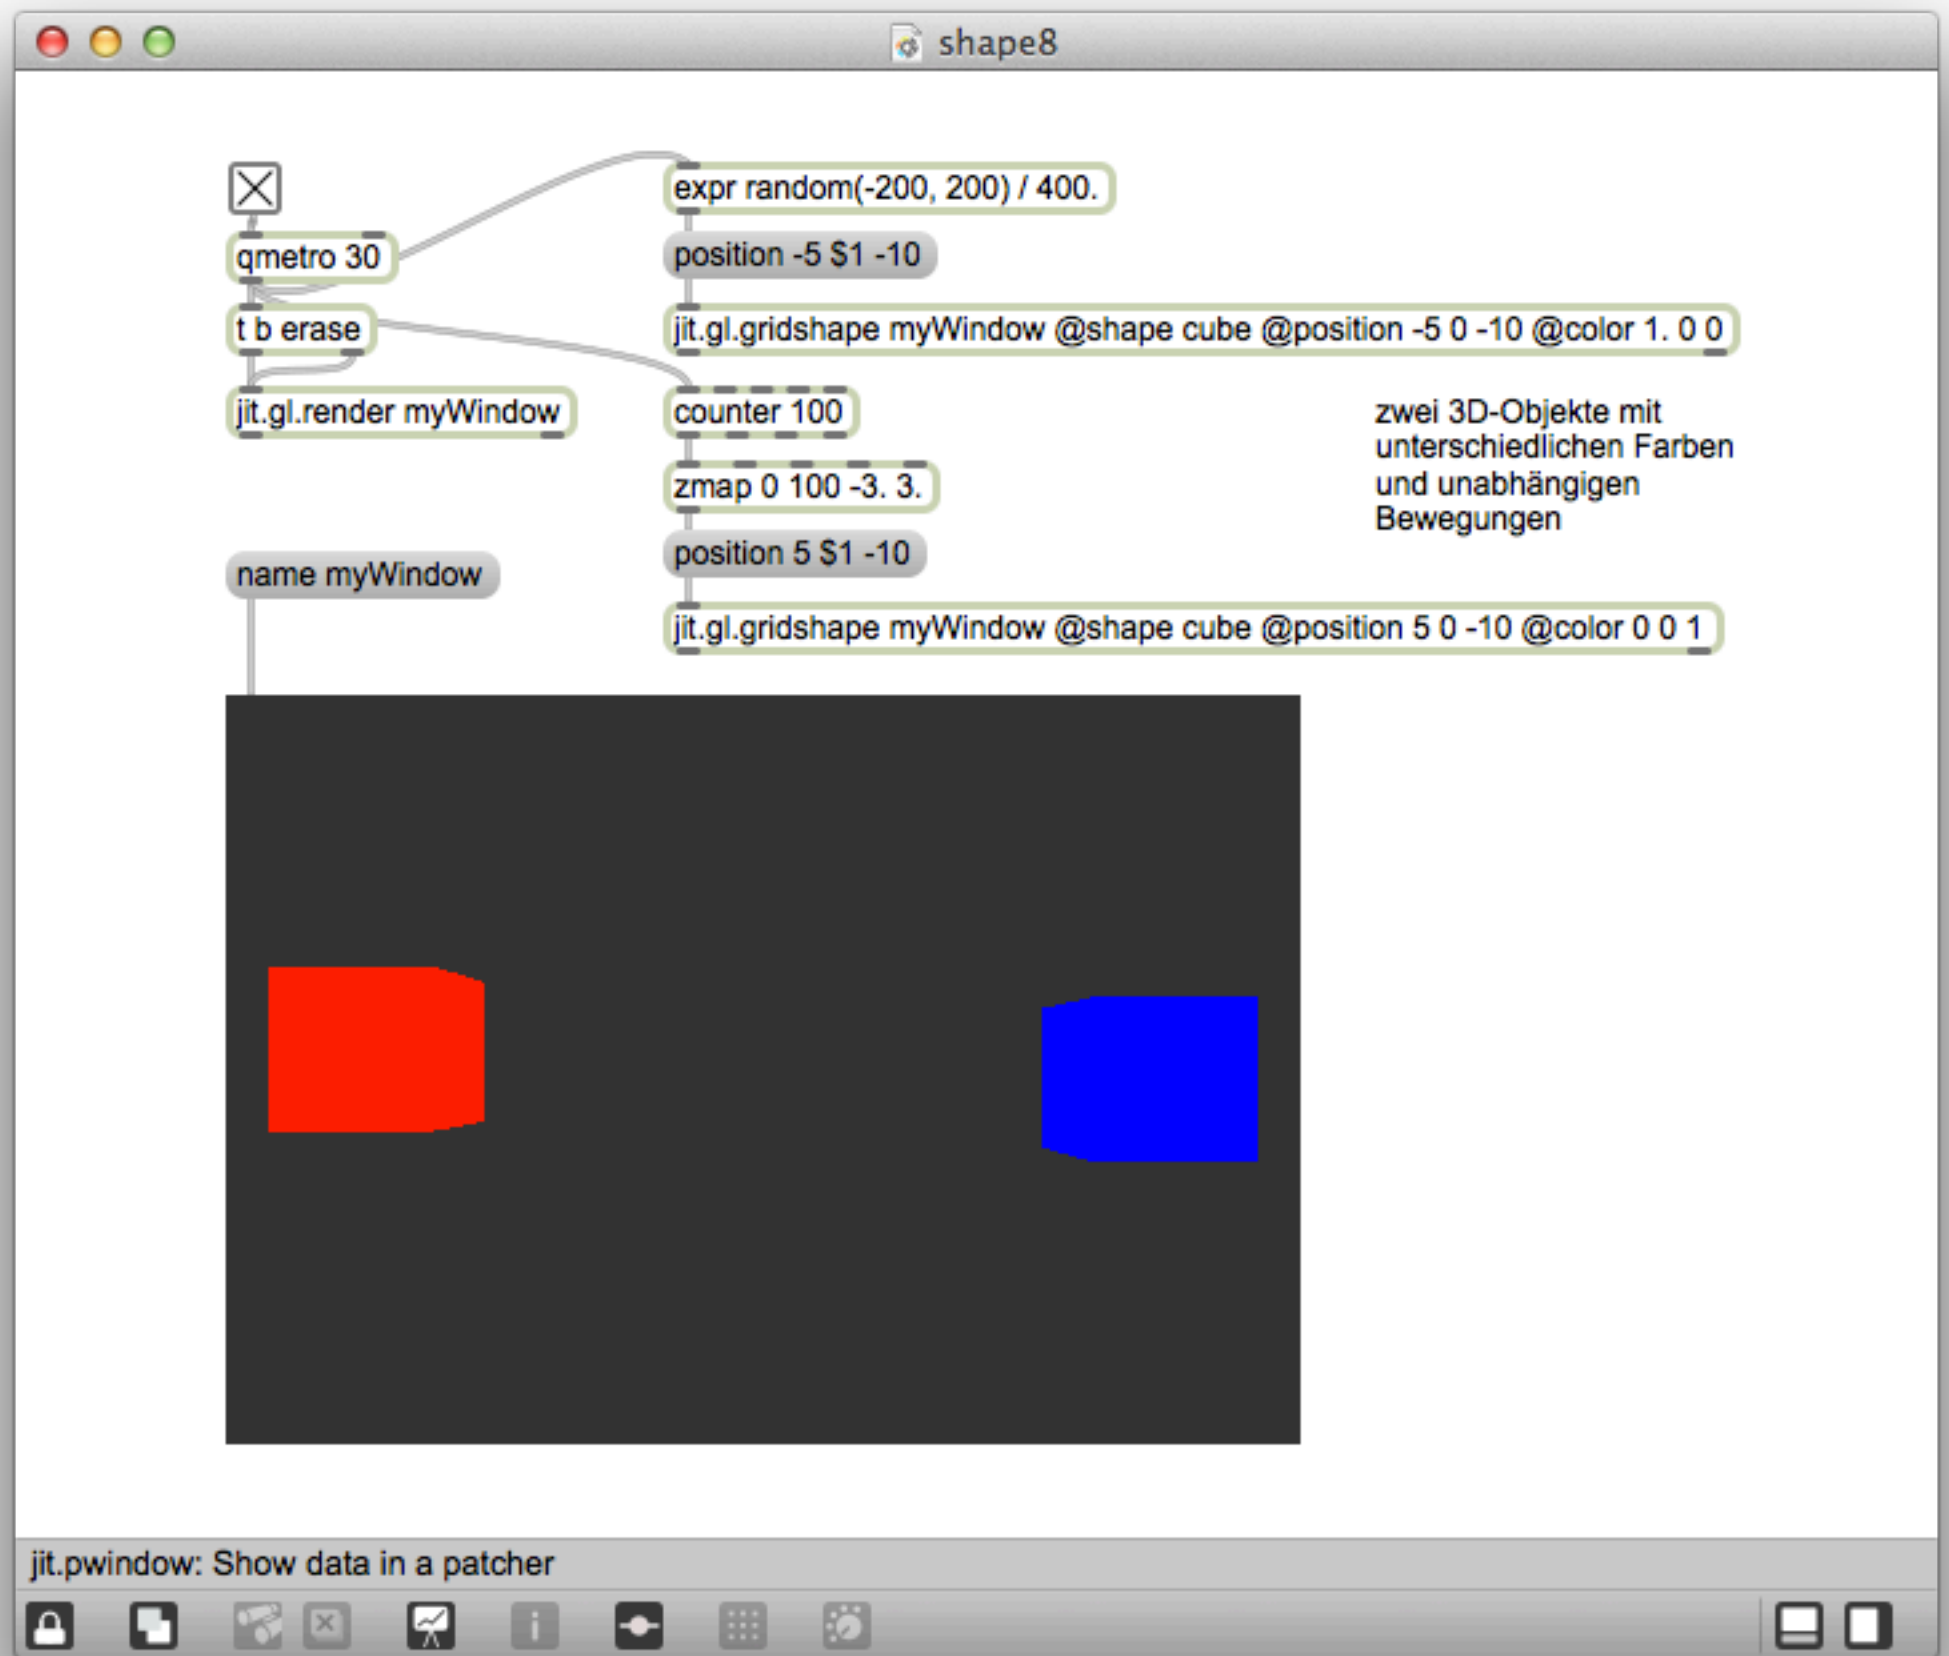 shape8
expr random(-200, 200) / 400.
qmetro 30
position -5 $1 -10
t b erase
jit.gl.gridshape myWindow @shape cube @position -5 0 -10 @color 1. 0 0
jit.gl.render myWindow
counter 100
zwei 3D-Objekte mit
unterschiedlichen Farben
und unabhängigen
Bewegungen
zmap 0 100 -3. 3.
position 5 $1 -10
name myWindow
jit.gl.gridshape myWindow @shape cube @position 5 0 -10 @color 0 0 1
jit.pwindow: Show data in a patcher